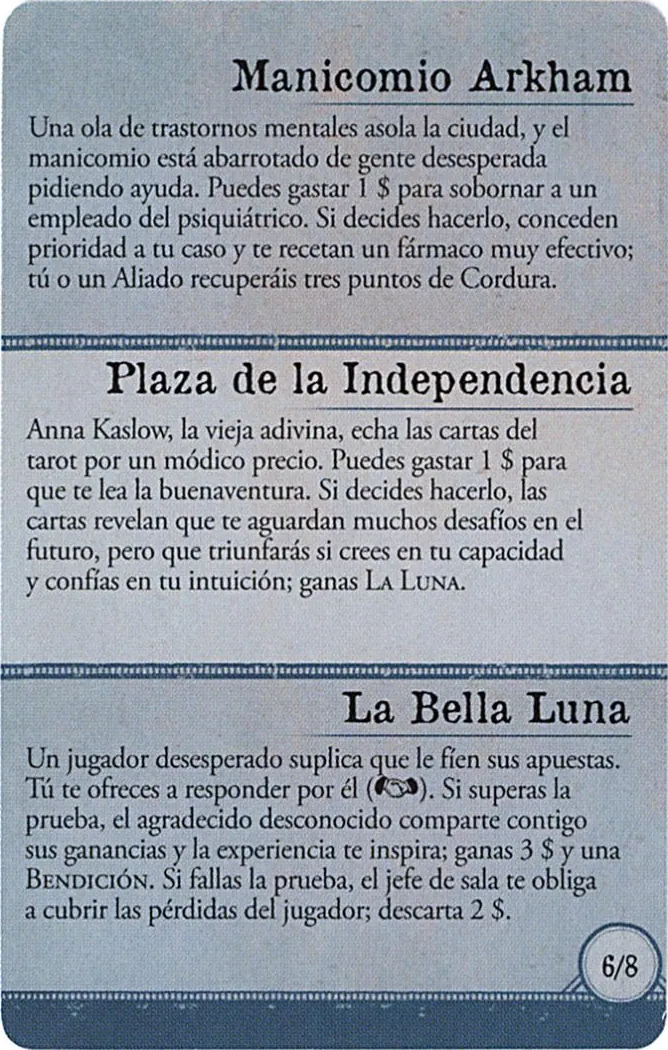 Manicomio Arkham
Una ola de trastornos mentales asola la ciudad, y el
manicomio está abarrotado de gente desesperada
pidiendo ayuda. Puedes gastar 1 $ para sobornar a un
empleado del psiquiátrico. Si decides hacerlo, conceden
prioridad a tu caso y te recetan un fármaco muy efectivo;
tú o un Aliado recuperáis tres puntos de Cordura.
Plaza de la Independencia
Anna Kaslow, la vieja adivina, echa las cartas del
tarot por un módico precio. Puedes gastar 1 $ para
que te lea la buenaventura. Si decides hacerlo, las
cartas revelan que te aguardan muchos desafíos en el
futuro, pero que triunfarás si crees en tu capacidad
y confías en tu intuición; ganas LA LUNA.
La Bella Luna
Un jugador desesperado suplica que le fíen sus apuestas.
Tú te ofreces a responder por él (). Si superas la
prueba, el agradecido desconocido comparte contigo
sus ganancias y la experiencia te inspira; ganas 3 $ y una
BENDICIÓN. Si fallas la prueba, el jefe de sala te obliga
a cubrir las pérdidas del jugador; descarta 2 $.
6/8